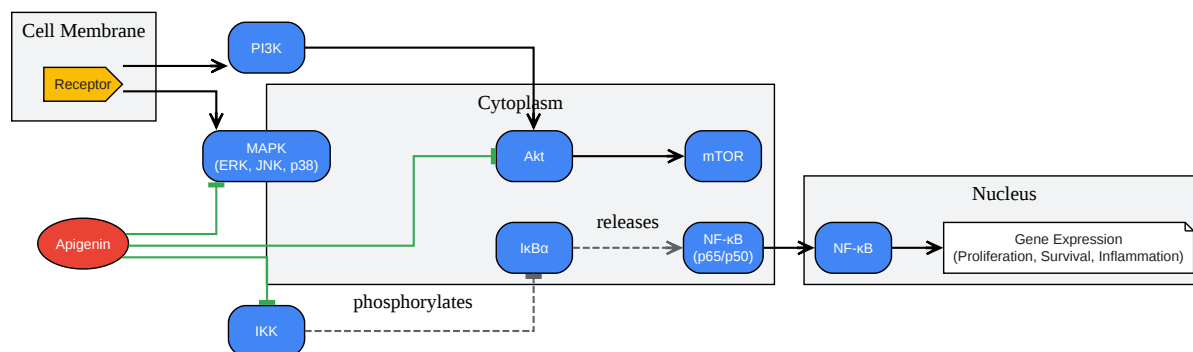 Cell Membrane
Receptor
PI3K
Cytoplasm
MAPK
(ERK, JNK, p38)
Akt
mTOR
Nucleus
Apigenin
IκBα
releases
NF-κB
(p65/p50)
NF-κB
Gene Expression
(Proliferation, Survival, Inflammation)
phosphorylates
IKK